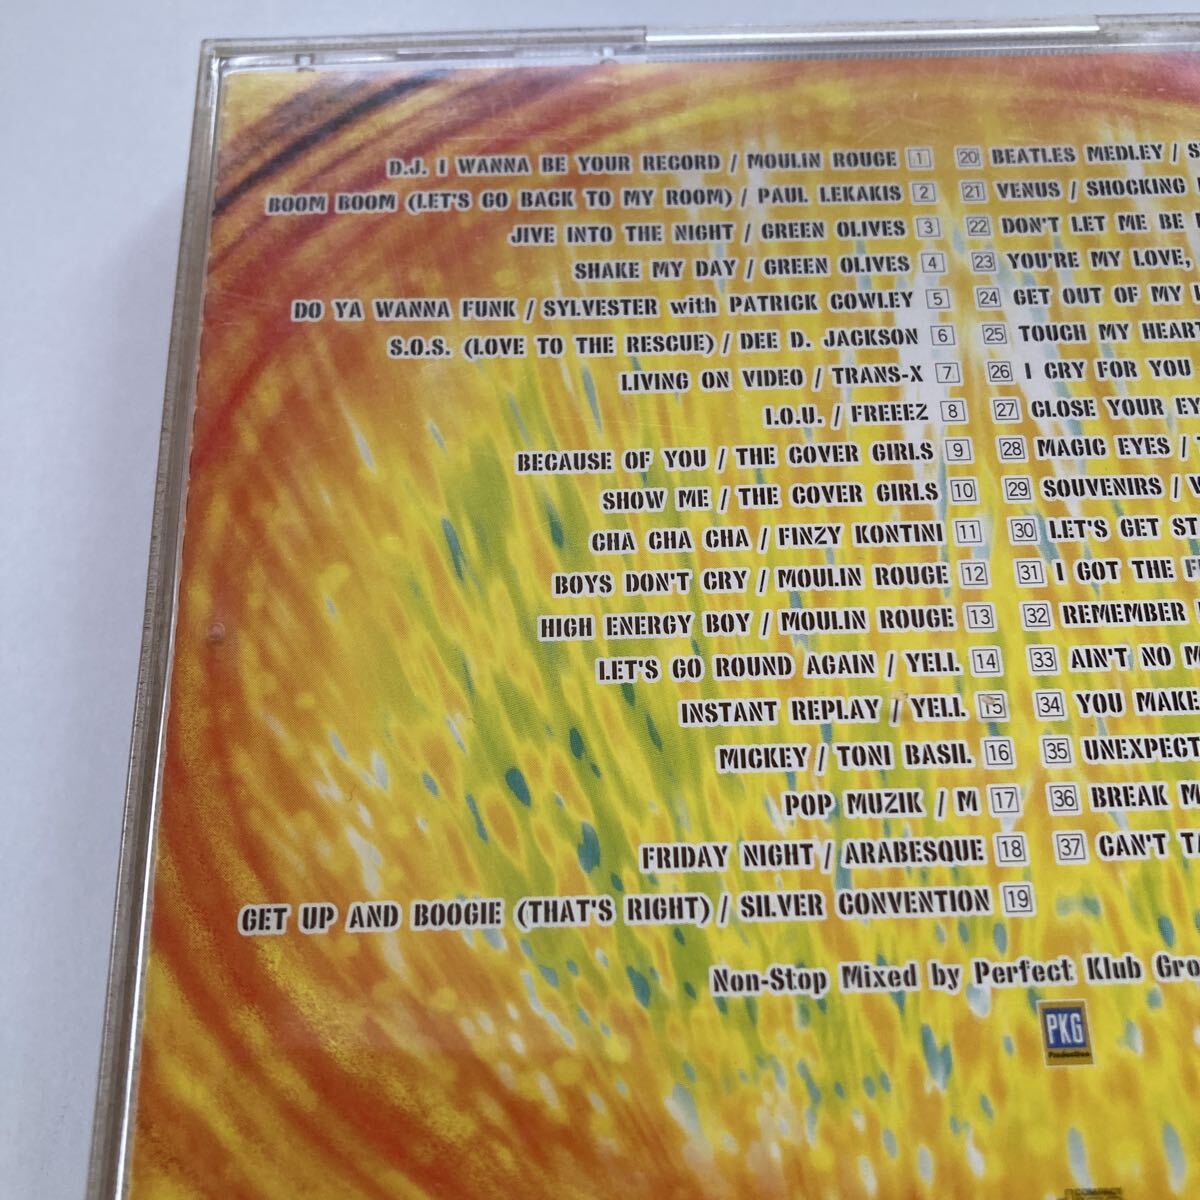 D.J. I WANNA BE YOUR RECORD / MOULIN ROUGE 1
BOOM BOOM (LET'S GO BACK TO MY ROOM) / PAUL LEKAKIS 2
JIVE INTO THE NIGHT / GREEN OLIVES 3
SHAKE MY DAY / GREEN OLIVES 4
DO YA WANNA FUNK / SYLVESTER with PATRICK COWLEY 5
S.O.S. (LOVE TO THE RESCUE) / DEE D. JACKSON 6
LIVING ON VIDEO / TRANS-X 7
I.O.U. / FREEEZ 8
BECAUSE OF YOU / THE COVER GIRLS 9
SHOW ME / THE COVER GIRLS 10
CHA CHA CHA / FINZY KONTINI 11
BOYS DON'T CRY / MOULIN ROUGE 12
HIGH ENERGY BOY / MOULIN ROUGE 13
LET'S GO ROUND AGAIN / YELL 14
INSTANT REPLAY / YELL 15
MICKEY / TONI BASIL 16
POP MUZIK / M 17
FRIDAY NIGHT / ARABESQUE 18
GET UP AND BOOGIE (THAT'S RIGHT) / SILVER CONVENTION 19
20 BEATLES MEDLEY / S
21 VENUS / SHOCKING
22 DON'T LET ME BE
23 YOU'RE MY LOVE,
24 GET OUT OF MY
25 TOUCH MY HEART
26 I CRY FOR YOU
27 CLOSE YOUR EY
28 MAGIC EYES /
29 SOUVENIRS / V
30 LET'S GET ST
31 I GOT THE F
32 REMEMBER
33 AIN'T NO M
34 YOU MAKE
35 UNEXPECT
36 BREAK M
37 CAN'T TA
Non-Stop Mixed by Perfect Klub Gro
PKG
Production